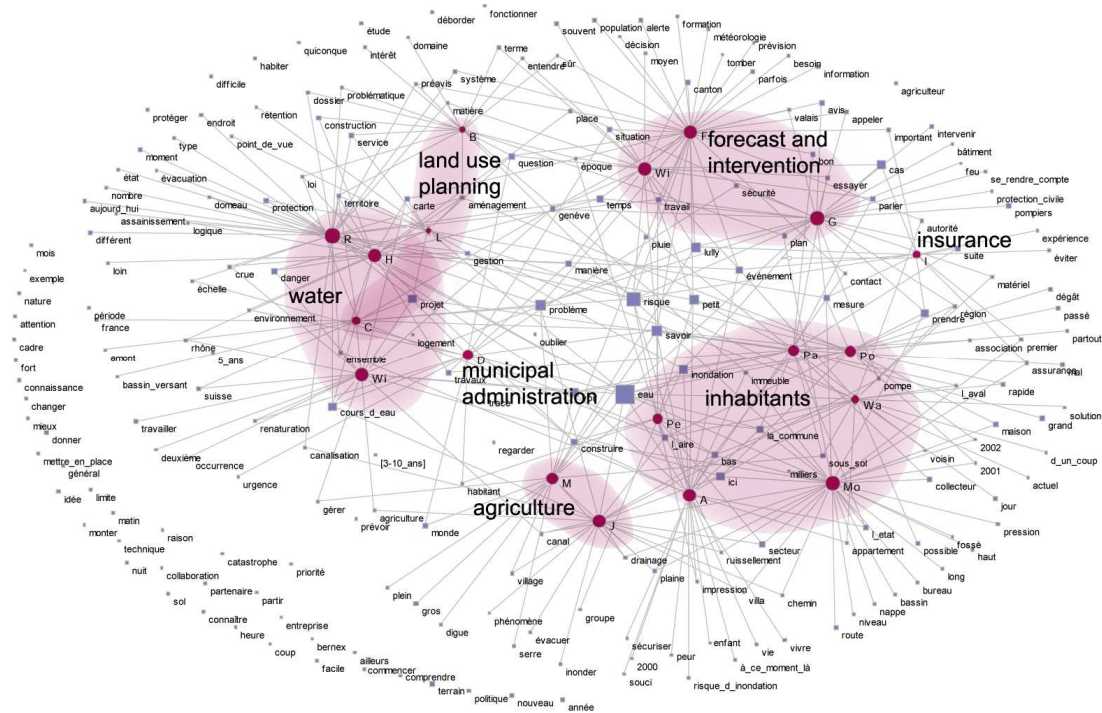 déborder
fonctionner
étude
souvent
population
alerte
formation
quiconque
domaine
décision
météorologie
intérêt
terme
moyen
prévision
habiter
entendre
sûr
tomber
besoin
difficile
préavis
système
canton
parfois
information
dossier
problématique
agriculteur
protéger
rétention
matière
place
valais
avis
endroit
construction
B
situation
F
appeler
important
type
point_de_vue
service
land use
planning
forecast and
intervention
intervenir
moment
question
époque
bon
bâtiment
état
évacuation
loi
Wi
cas
feu
nombre
territoire
carte
aménagement
sécurité
essayer
se_rendre_compte
aujourd_hui
domeau
protection
genève
temps
travail
parler
protection_civile
assainissement
logique
R
L
G
pompiers
différent
pluie
lully
plan
autorité
insurance
expérience
mois
H
gestion
I
suite
éviter
loin
crue
danger
manière
événement
contact
exemple
échelle
water
matériel
nature
période
projet
problème
risque
petit
mesure
dégât
attention
france
environnement
C
prendre
région
passé
cadre
amont
rhône
logement
oublier
savoir
association
premier
partout
fort
5_ans
ensemble
D
Pa
Po
connaissance
bassin_versant
Wl
travaux
municipal
administration
inondation
immeuble
pompe
l_aval
assurance
rapide
changer
suisse
trace
eau
inhabitants
Wa
mieux
travailler
cours_d_eau
Pe
solution
donner
renaturation
la_commune
maison
grand
mettre_en_place
deuxième
construire
l_aire
2002
général
occurrence
canalisation
[3-10_ans]
regarder
bas
sous_sol
voisin
d_un_coup
idée
limite
urgence
habitant
M
ici
milliers
Mo
2001
actuel
matin
gérer
agriculture
A
collecteur
monter
raison
prévoir
agriculture
monde
J
jour
technique
canal
l_etat
pression
nuit
catastrophe
drainage
secteur
appartement
possible
fossé
collaboration
priorité
ruissellement
haut
partenaire
village
plaine
long
sol
partir
plein
impression
bureau
connaître
gros
phénomène
groupe
villa
chemin
bassin
entreprise
digue
nappe
heure
évacuer
niveau
coup
bernex
serre
sécuriser
enfant
route
ailleurs
inonder
2000
peur
vie
vivre
facile
commencer
comprendre
souci
à_ce_moment_là
terrain
risque_d_inondation
politique
nouveau
année